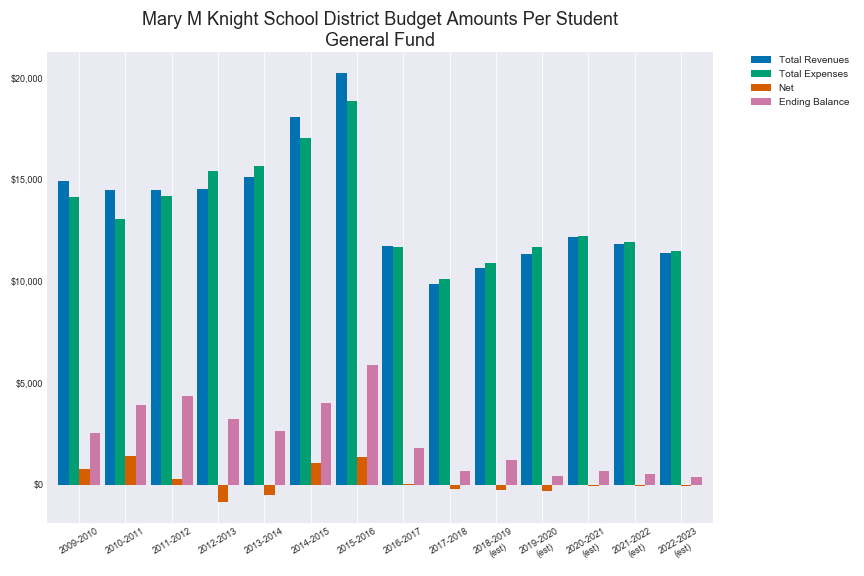 Mary M Knight School District Budget Amounts Per Student
General Fund
Total Revenues
Total Expenses
Net
Ending Balance
$20,000
$15,000
$10,000
$5,000
$0
2009-2010
2010-2011
2011-2012
2012-2013
2013-2014
2014-2015
2015-2016
2016-2017
2017-2018
2018-2019
(est)
2019-2020
(est)
2020-2021
(est)
2021-2022
(est)
2022-2023
(est)